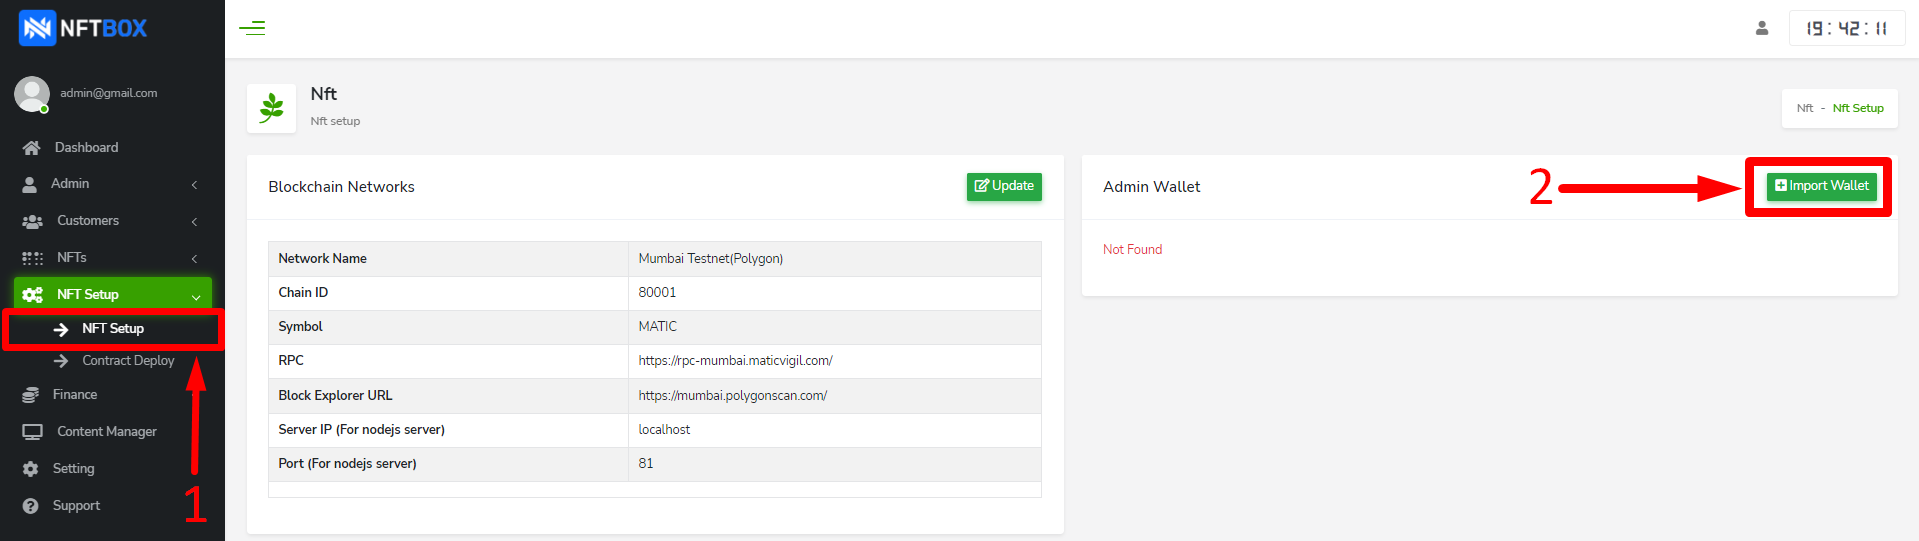 NFTBOX
19:42:11
admin@gmail.com
Dashboard
Admin
Customers
NFTs
NFT Setup
NFT Setup
Contract Deploy
Finance
Content Manager
Setting
Support
1
Nft
Nft setup
Nft - Nft Setup
Blockchain Networks
Update
Network Name Mumbai Testnet(Polygon)
Chain ID 80001
Symbol MATIC
RPC https://rpc-mumbai.maticvigil.com/
Block Explorer URL https://mumbai.polygonscan.com/
Server IP (For nodejs server) localhost
Port (For nodejs server) 81
Admin Wallet
2
Import Wallet
Not Found